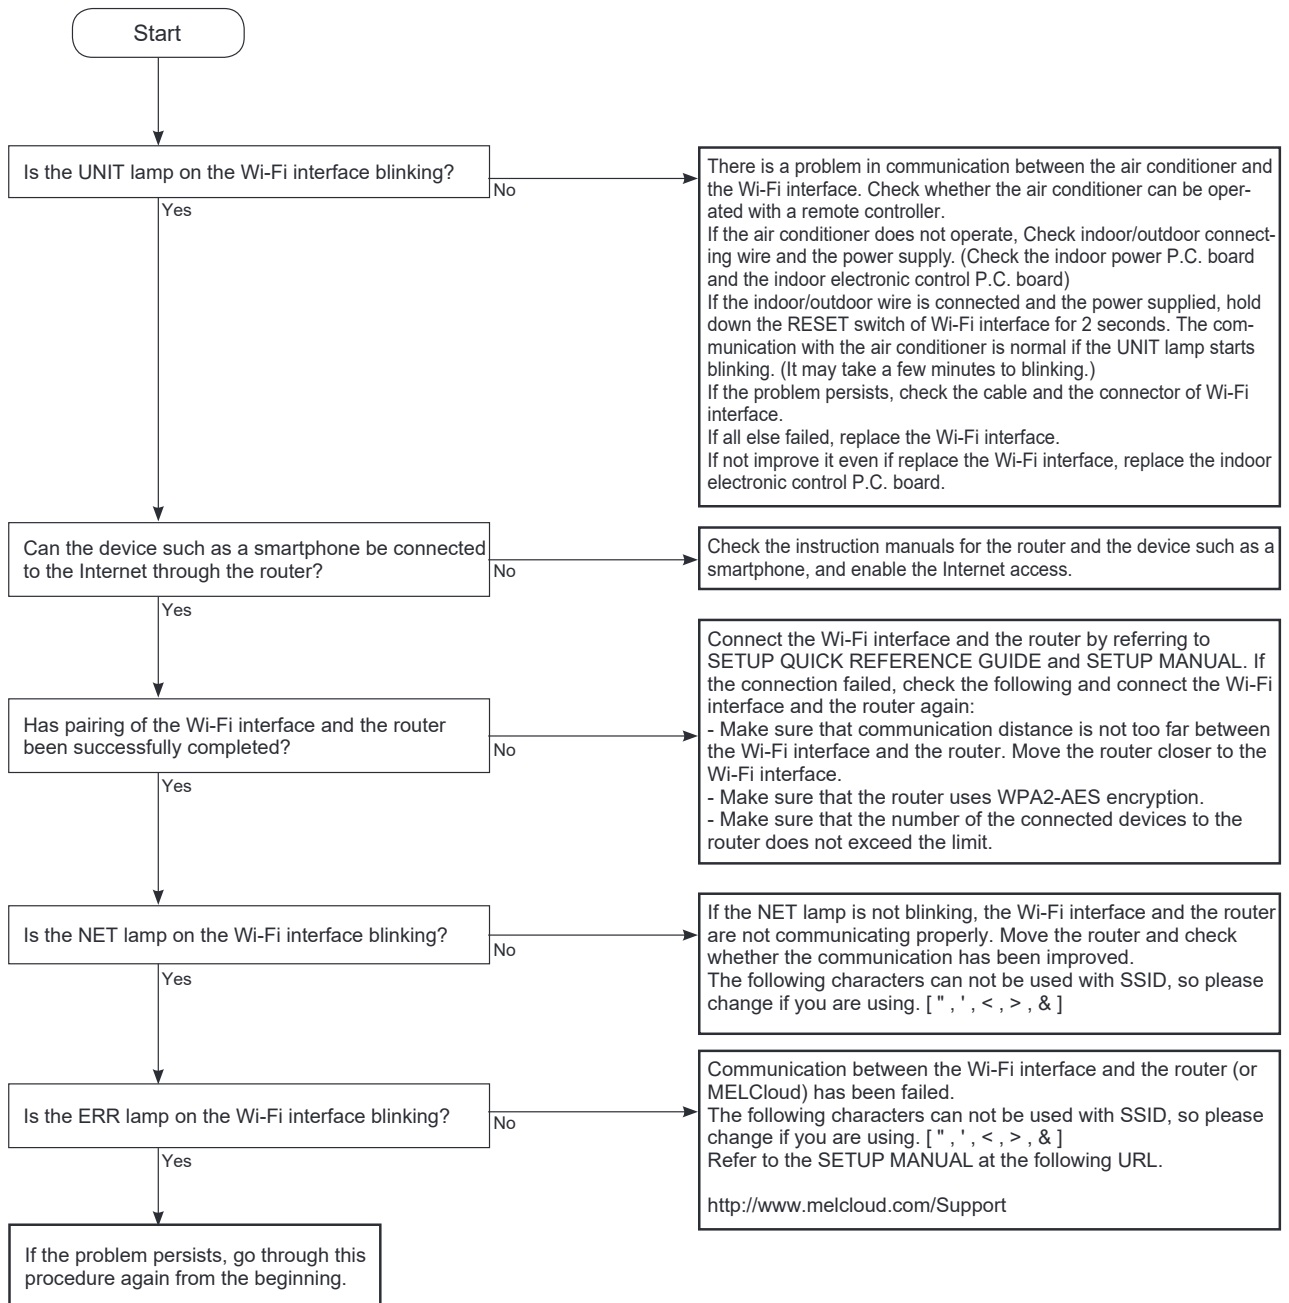 Start
Is the UNIT lamp on the Wi-Fi interface blinking?
No
Yes
There is a problem in communication between the air conditioner and
the Wi-Fi interface. Check whether the air conditioner can be oper-
ated with a remote controller.
If the air conditioner does not operate, Check indoor/outdoor connect-
ing wire and the power supply. (Check the indoor power P.C. board
and the indoor electronic control P.C. board)
If the indoor/outdoor wire is connected and the power supplied, hold
down the RESET switch of Wi-Fi interface for 2 seconds. The com-
munication with the air conditioner is normal if the UNIT lamp starts
blinking. (It may take a few minutes to blinking.)
If the problem persists, check the cable and the connector of Wi-Fi
interface.
If all else failed, replace the Wi-Fi interface.
If not improve it even if replace the Wi-Fi interface, replace the indoor
electronic control P.C. board.
Can the device such as a smartphone be connected
to the Internet through the router?
No
Yes
Check the instruction manuals for the router and the device such as a
smartphone, and enable the Internet access.
Has pairing of the Wi-Fi interface and the router
been successfully completed?
No
Yes
Connect the Wi-Fi interface and the router by referring to
SETUP QUICK REFERENCE GUIDE and SETUP MANUAL. If
the connection failed, check the following and connect the Wi-Fi
interface and the router again:
- Make sure that communication distance is not too far between
the Wi-Fi interface and the router. Move the router closer to the
Wi-Fi interface.
- Make sure that the router uses WPA2-AES encryption.
- Make sure that the number of the connected devices to the
router does not exceed the limit.
Is the NET lamp on the Wi-Fi interface blinking?
No
Yes
If the NET lamp is not blinking, the Wi-Fi interface and the router
are not communicating properly. Move the router and check
whether the communication has been improved.
The following characters can not be used with SSID, so please
change if you are using. [ " , ' , < , > , & ]
Is the ERR lamp on the Wi-Fi interface blinking?
No
Yes
Communication between the Wi-Fi interface and the router (or
MELCloud) has been failed.
The following characters can not be used with SSID, so please
change if you are using. [ " , ' , < , > , & ]
Refer to the SETUP MANUAL at the following URL.
http://www.melcloud.com/Support
If the problem persists, go through this
procedure again from the beginning.